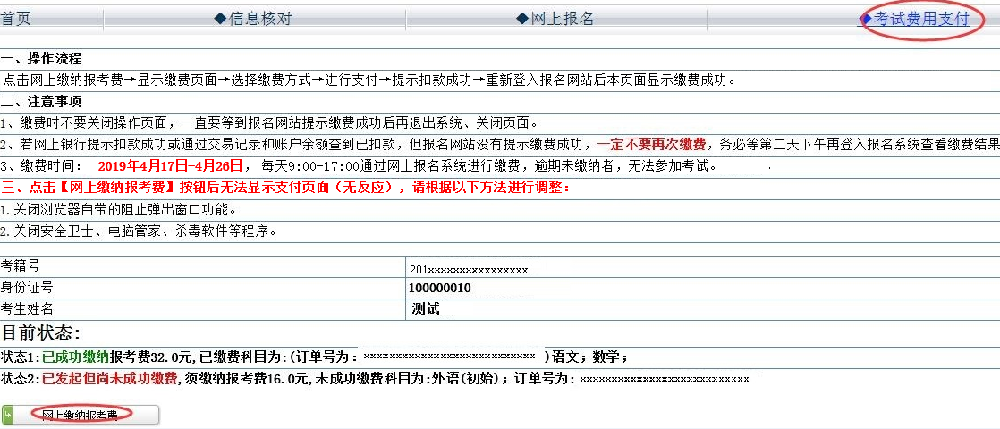 首页 ◆信息核对 ◆网上报名 ◆考试费用支付
一、操作流程
点击网上缴纳报考费→显示缴费页面→选择缴费方式→进行支付→提示扣款成功→重新登入报名网站后本页面显示缴费成功。
二、注意事项
1、缴费时不要关闭操作页面，一直要等到报名网站提示缴费成功后再退出系统、关闭页面。
2、若网上银行提示扣款成功或通过交易记录和账户余额查到已扣款，但报名网站没有提示缴费成功，一定不要再次缴费，务必等第二天下午再登入报名系统查看缴费结果
3、缴费时间： 2019年4月17日-4月26日， 每天9:00-17:00通过网上报名系统进行缴费，逾期未缴纳者，无法参加考试。
三、点击【网上缴纳报考费】按钮后无法显示支付页面（无反应），请根据以下方法进行调整：
1.关闭浏览器自带的阻止弹出窗口功能。
2.关闭安全卫士、电脑管家、杀毒软件等程序。
考籍号 201xxxxxxxxxxxxxxxx
身份证号 100000010
考生姓名 测试
目前状态:
状态1:已成功缴纳报考费32.0元,已缴费科目为:(订单号为：xxxxxxxxxxxxxxxxxxxxxxxxxxx )语文；数学；
状态2:已发起但尚未成功缴费,须缴纳报考费16.0元,未成功缴费科目为:外语(初始)；订单号为: xxxxxxxxxxxxxxxxxxxxxxxxxxx
网上缴纳报考费